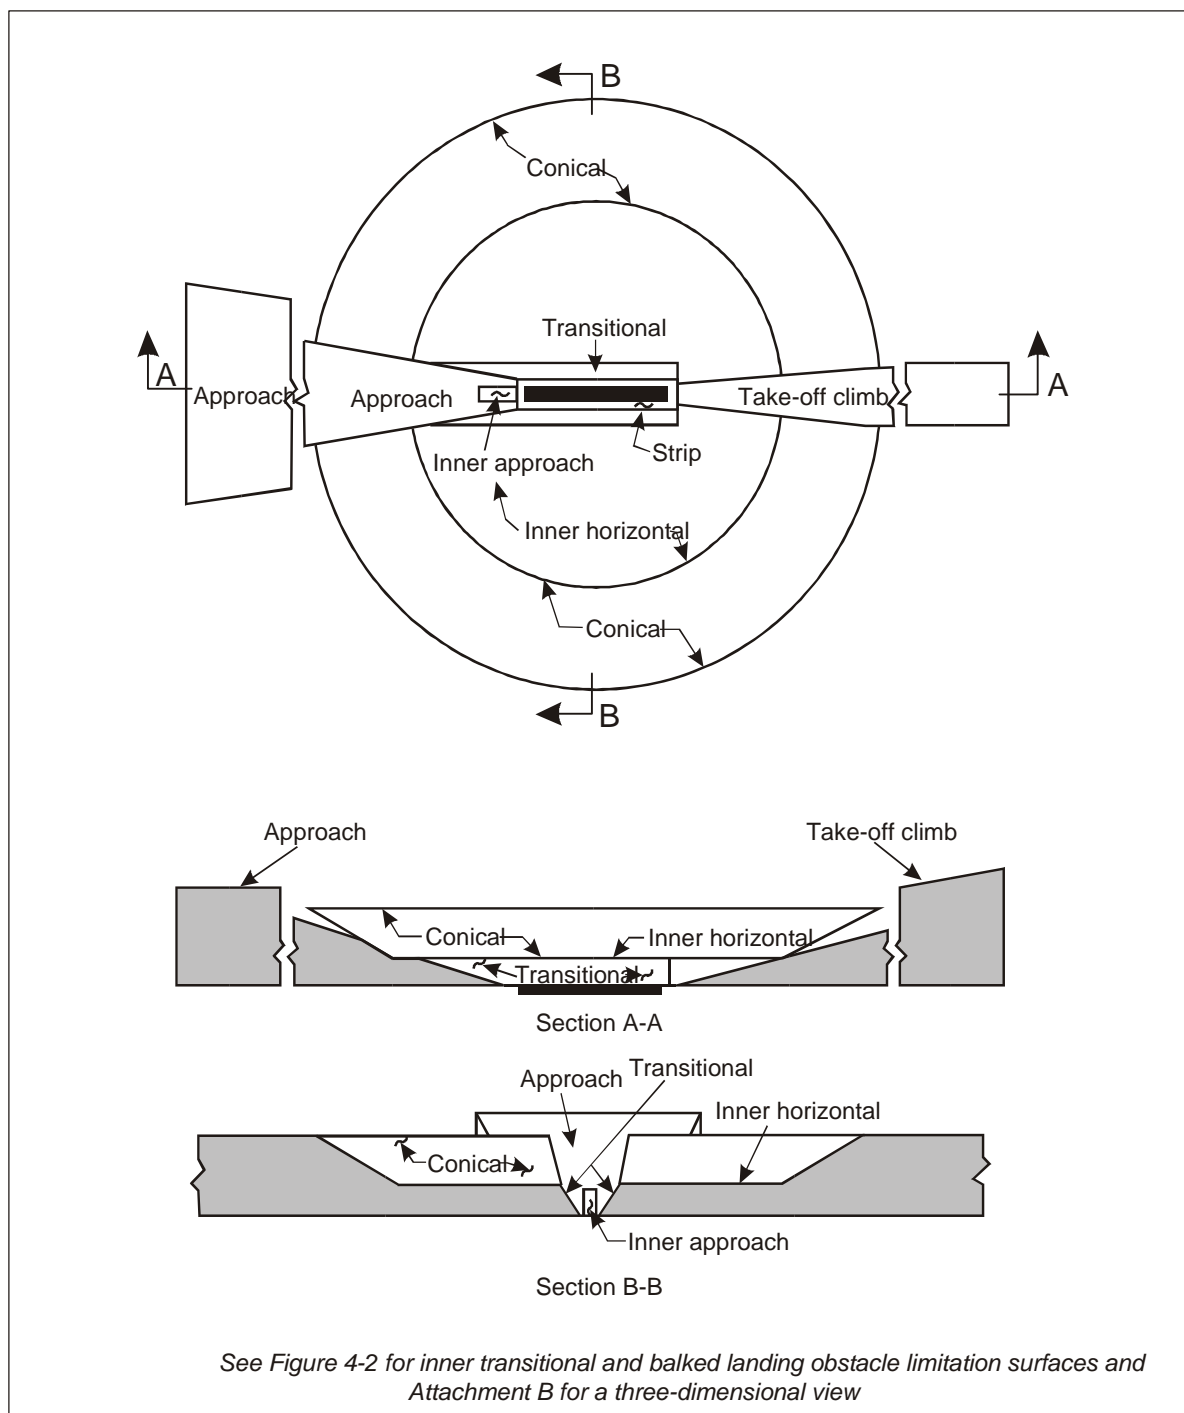 B
Conical
Transitional
A
Approach
Approach
Take-off climb
A
Inner approach
Strip
Inner horizontal
Conical
B
Approach
Take-off climb
Conical
Inner horizontal
Transitional
Section A-A
Approach
Transitional
Inner horizontal
Conical
Inner approach
Section B-B
See Figure 4-2 for inner transitional and balked landing obstacle limitation surfaces and
Attachment B for a three-dimensional view